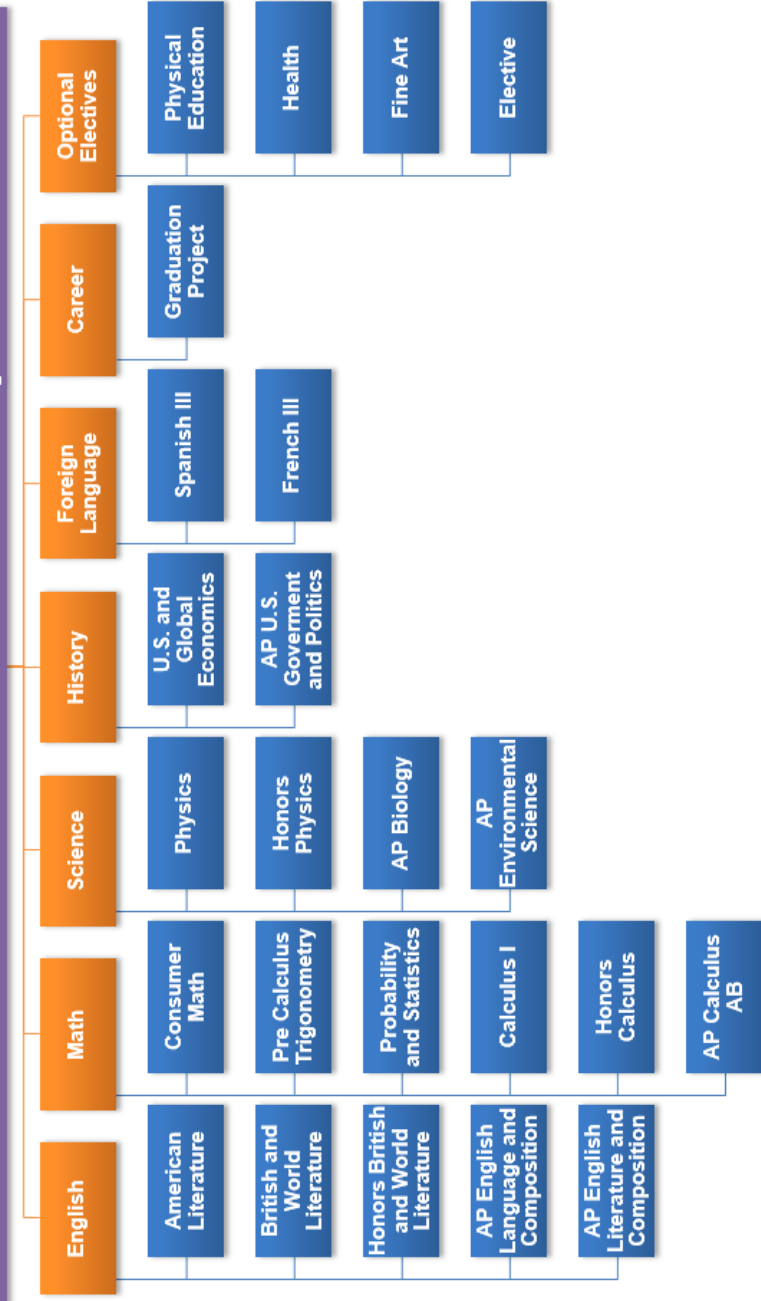 English
American
Literature
British and
World
Literature
Honors British
and World
Literature
AP English
Language and
Composition
AP English
Literature and
Composition
Math
Consumer
Math
Pre Calculus
Trigonometry
Probability
and Statistics
Calculus I
Honors
Calculus
AP Calculus
AB
Science
Physics
Honors
Physics
AP Biology
AP
Environmental
Science
History
U.S. and
Global
Economics
AP U.S.
Goverment
and Politics
Foreign
Language
Spanish III
French III
Career
Graduation
Project
Optional
Electives
Physical
Education
Health
Fine Art
Elective